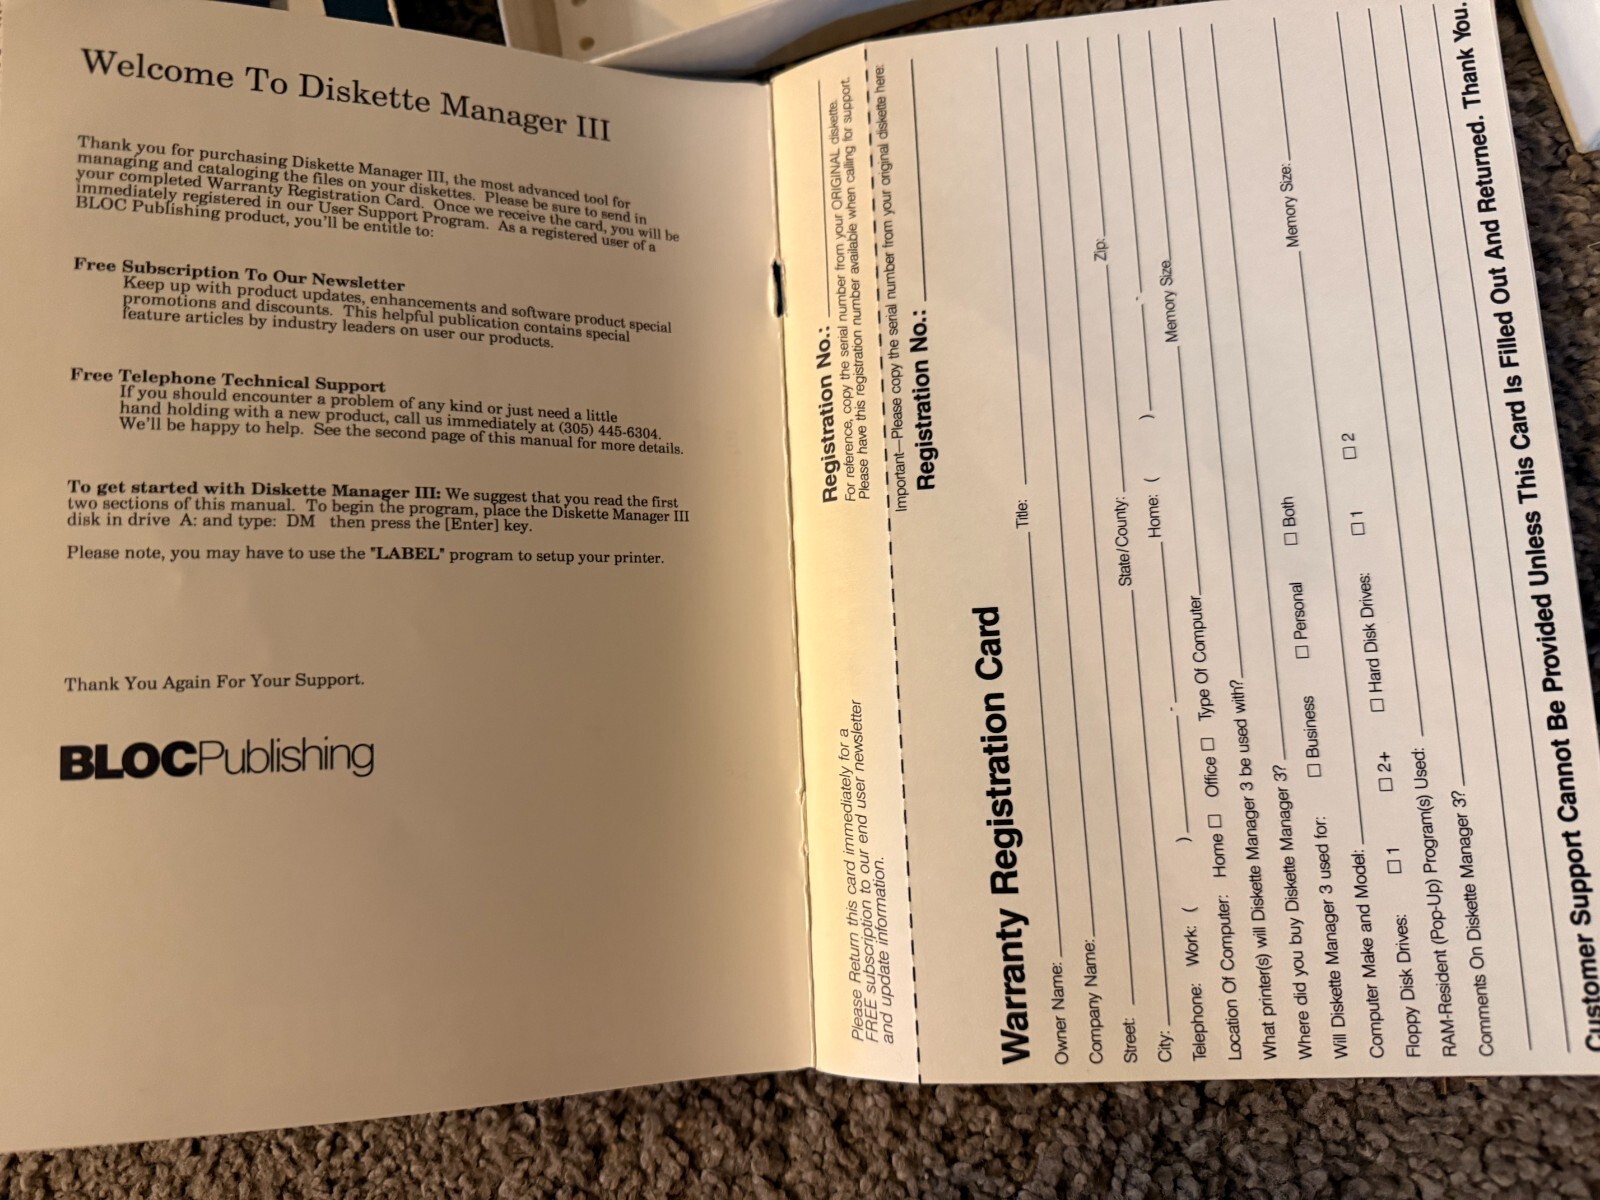 Welcome To Diskette Manager III
Thank you for purchasing Diskette Manager III, the most advanced tool for
managing and cataloging the files on your diskettes. Please be sure to send in
your completed Warranty Registration Card. Once we receive the card, you will be
immediately registered in our User Support Program. As a registered user of a
BLOC Publishing product, you'll be entitle to:
Free Subscription To Our Newsletter
Keep up with product updates, enhancements and software product special
promotions and discounts. This helpful publication contains special
feature articles by industry leaders on user our products.
Free Telephone Technical Support
If you should encounter a problem of any kind or just need a little
hand holding with a new product, call us immediately at (305) 445-6304.
We'll be happy to help. See the second page of this manual for more details.
To get started with Diskette Manager III: We suggest that you read the first
two sections of this manual. To begin the program, place the Diskette Manager III
disk in drive A: and type: DM then press the [Enter] key.
Please note, you may have to use the "LABEL" program to setup your printer.
Thank You Again For Your Support.
BLOCPublishing
Please Return this card immediately for a
FREE subscription to our end user newsletter
and update information.
Registration No.:
For reference, copy the serial number from your ORIGINAL diskette.
Please have this registration number available when calling for support.
Important—Please copy the serial number from your original diskette here:
Registration No.:
Warranty Registration Card
Owner Name: Title:
Company Name:
Street:
City: State/County: Zip:
Telephone: Work: ( ) - Home: ( ) -
Location Of Computer: Home □ Office □ Type Of Computer Memory Size
What printer(s) will Diskette Manager 3 be used with?
Where did you buy Diskette Manager 3?
Will Diskette Manager 3 used for: □ Business □ Personal □ Both
Computer Make and Model: Memory Size:
Floppy Disk Drives: □ 1 □ 2+ □ Hard Disk Drives: □ 1 □ 2
RAM-Resident (Pop-Up) Program(s) Used:
Comments On Diskette Manager 3?
Customer Support Cannot Be Provided Unless This Card Is Filled Out And Returned. Thank You.